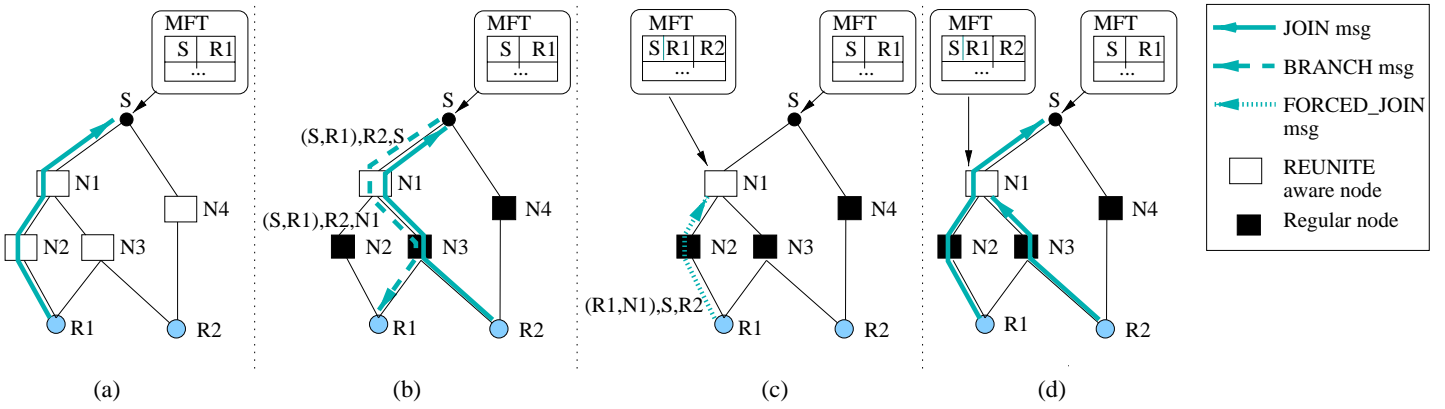 MFT
S R1
...
S
N1
N2
N3
N4
R1
R2
(a)
MFT
S R1
...
S
(S,R1),R2,S
N1
(S,R1),R2,N1
N2
N3
N4
R1
R2
(b)
MFT
S R1 R2
...
MFT
S R1
...
S
N1
N2
N3
N4
(R1,N1),S,R2
R1
R2
(c)
MFT
S R1 R2
...
MFT
S R1
...
S
N1
N2
N3
N4
R1
R2
(d)
JOIN msg
BRANCH msg
FORCED_JOIN
msg
REUNITE
aware node
Regular node